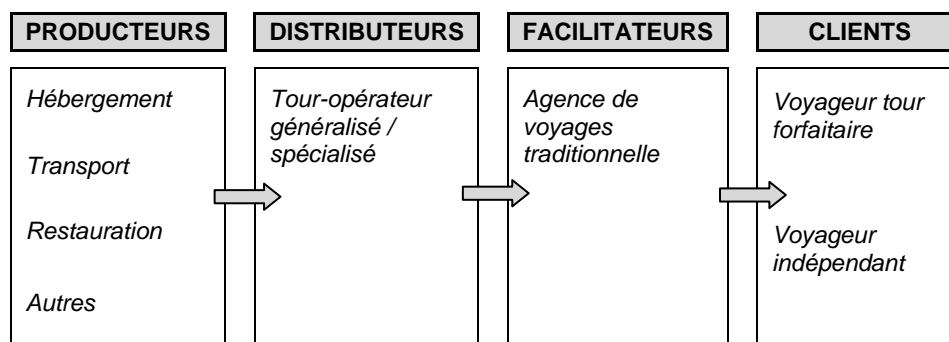 PRODUCTEURS
DISTRIBUTEURS
FACILITATEURS
CLIENTS
Hébergement
Transport
Restauration
Autres
Tour-opérateur
généralisé /
spécialisé
Agence de
voyages
traditionnelle
Voyageur tour
forfaitaire
Voyageur
indépendant